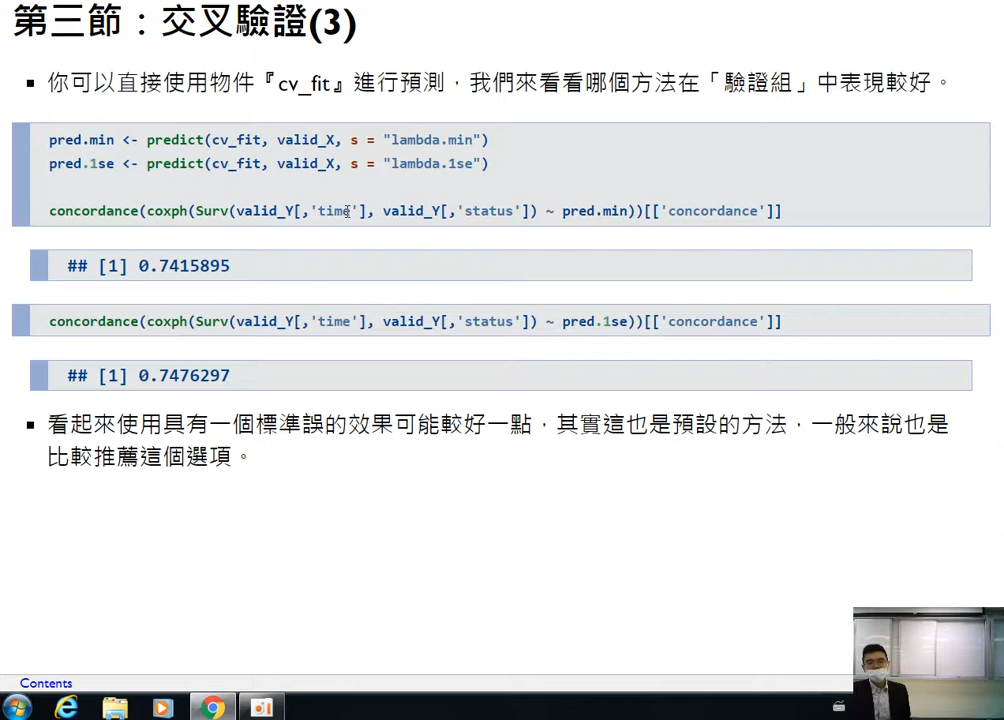 第三節：交叉驗證(3)
▪ 你可以直接使用物件『cv_fit』進行預測，我們來看看哪個方法在「驗證組」中表現較好。
pred.min <- predict(cv_fit, valid_X, s = "lambda.min")
pred.1se <- predict(cv_fit, valid_X, s = "lambda.1se")
concordance(coxph(Surv(valid_Y[,'time'], valid_Y[,'status']) ~ pred.min))[['concordance']]
## [1] 0.7415895
concordance(coxph(Surv(valid_Y[,'time'], valid_Y[,'status']) ~ pred.1se))[['concordance']]
## [1] 0.7476297
▪ 看起來使用具有一個標準誤的效果可能較好一點，其實這也是預設的方法，一般來說也是
比較推薦這個選項。
Contents